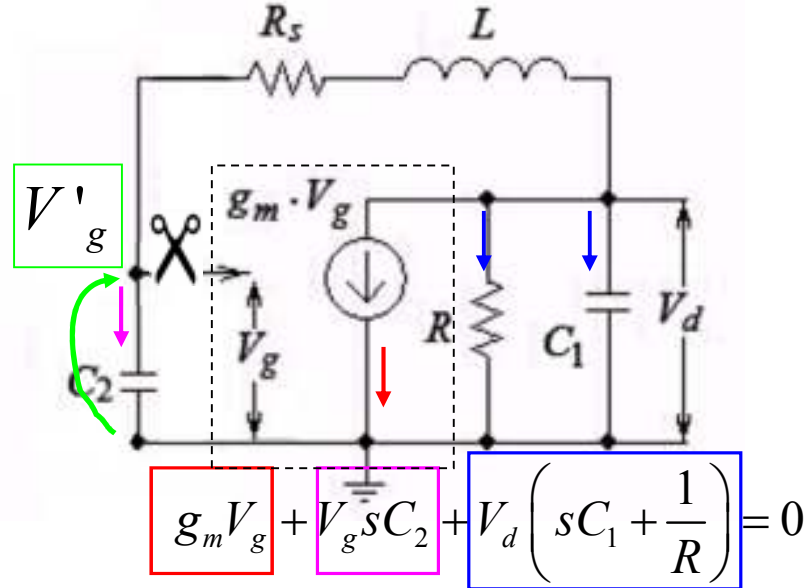 R_s L
V'_g g_m · V_g
V_g R C_1 V_d
C_2
g_m V_g + V_g sC_2 + V_d ( sC_1 + 1/R ) = 0